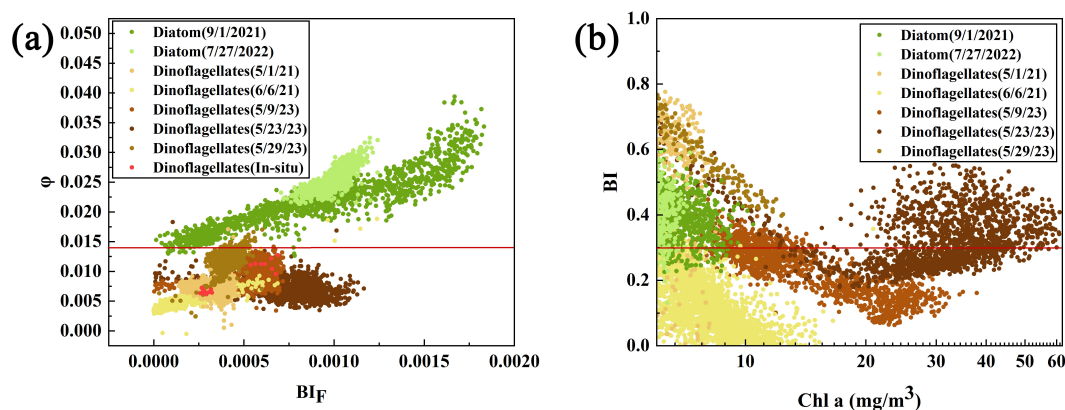 (a)
0.050
0.045
0.040
0.035
0.030
0.025
0.020
0.015
0.010
0.005
0.000
φ
Diatom(9/1/2021)
Diatom(7/27/2022)
Dinoflagellates(5/1/21)
Dinoflagellates(6/6/21)
Dinoflagellates(5/9/23)
Dinoflagellates(5/23/23)
Dinoflagellates(5/29/23)
Dinoflagellates(In-situ)
0.0000 0.0005 0.0010 0.0015 0.0020
BIF
(b)
1.0
0.8
0.6
0.4
0.2
0.0
BI
Diatom(9/1/2021)
Diatom(7/27/2022)
Dinoflagellates(5/1/21)
Dinoflagellates(6/6/21)
Dinoflagellates(5/9/23)
Dinoflagellates(5/23/23)
Dinoflagellates(5/29/23)
10 20 30 40 50 60
Chl a (mg/m³)